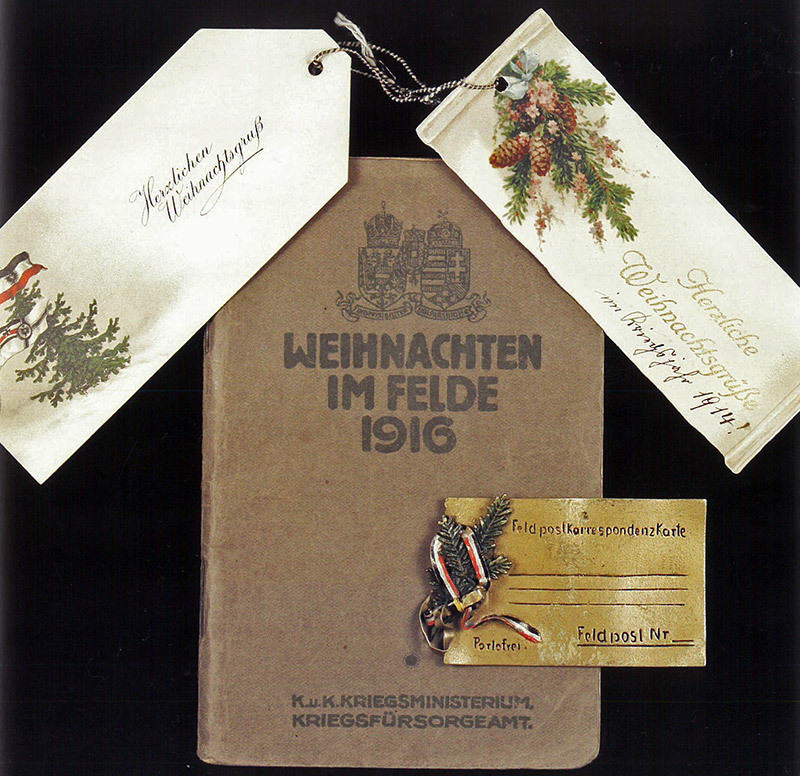 Herzlichen
Weihnachtsgruß
Herzliche
Weihnachtsgrüße
im Kriegsjahr 1914!
WEIHNACHTEN
IM FELDE
1916
Feldpostkorrespondenzkarte
Portofrei.
Feldpost Nr
K.u.K. KRIEGSMINISTERIUM,
KRIEGSFÜRSORGEAMT.